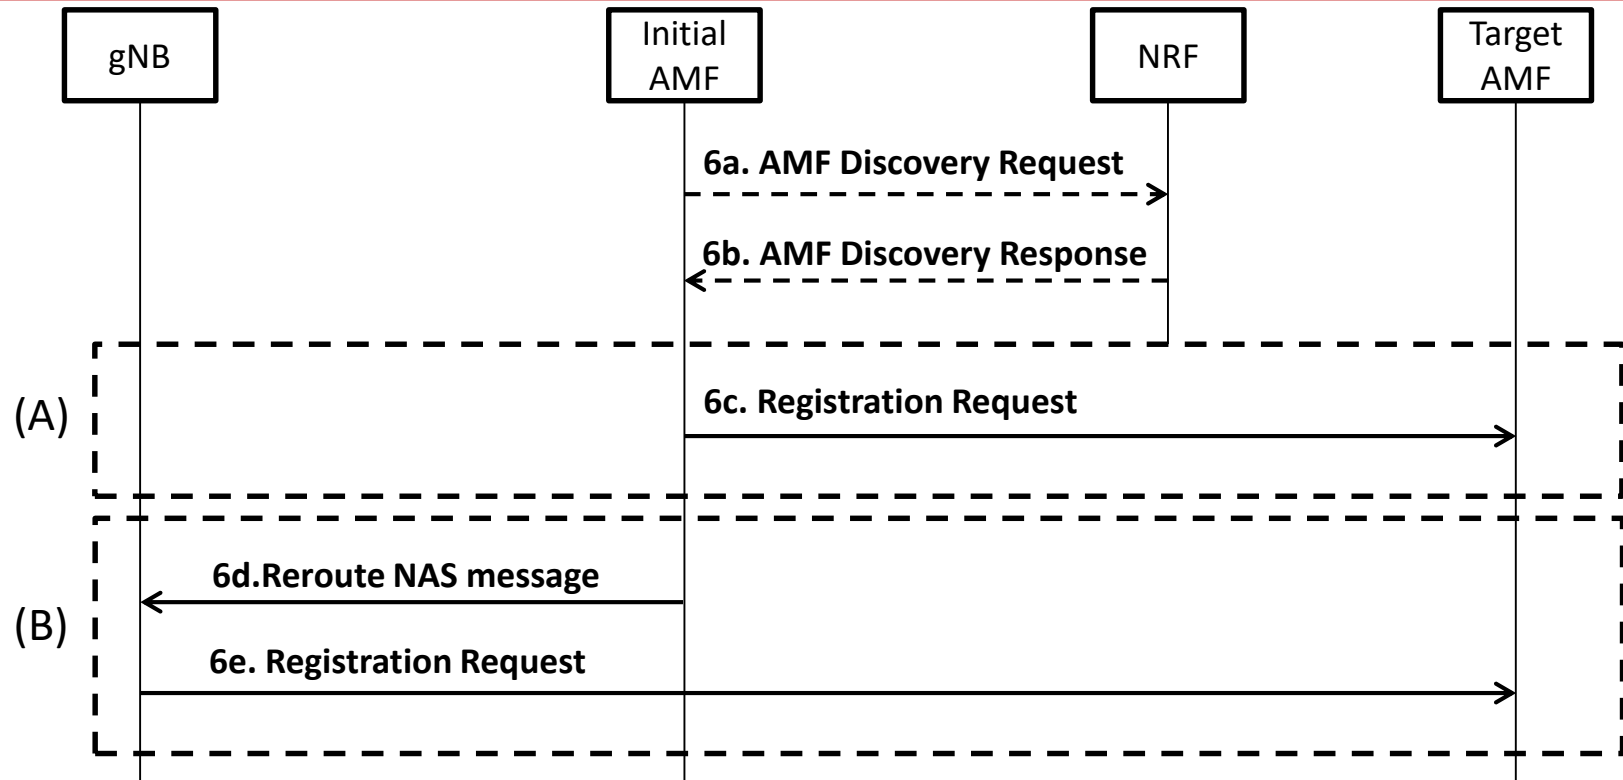 gNB
Initial
AMF
NRF
Target
AMF
6a. AMF Discovery Request
6b. AMF Discovery Response
(A)
6c. Registration Request
(B)
6d.Reroute NAS message
6e. Registration Request